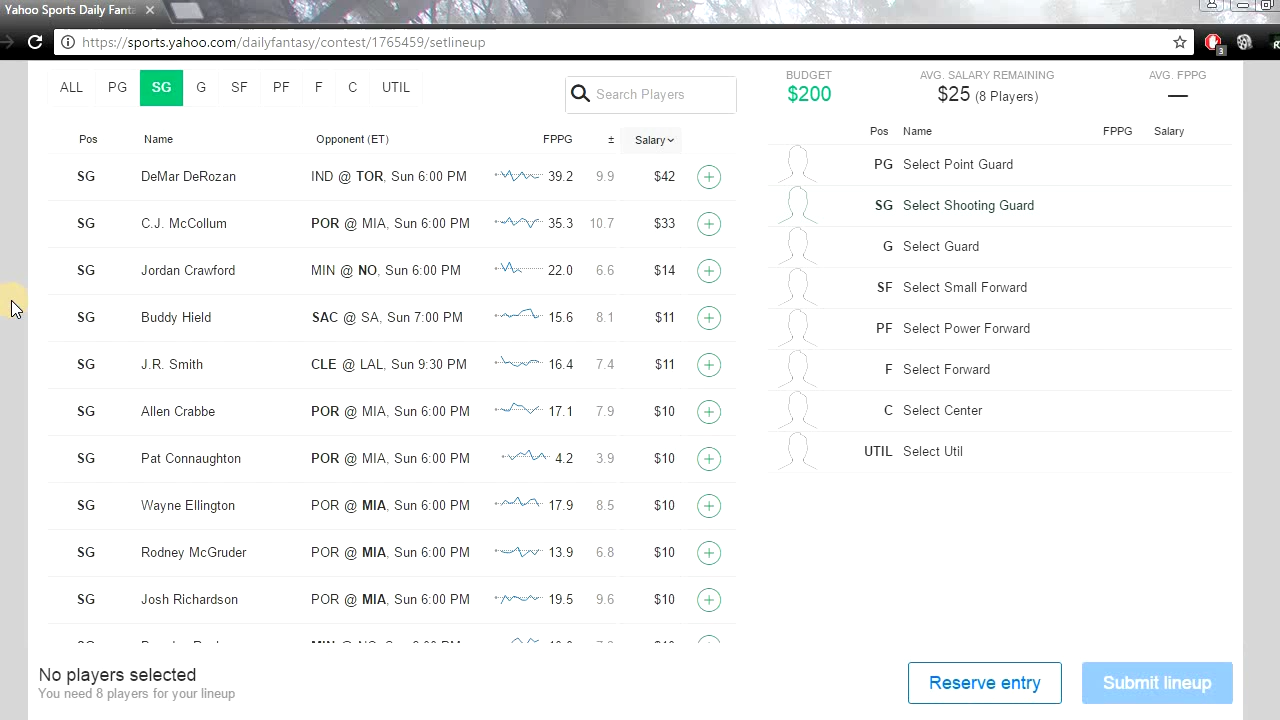 Yahoo Sports Daily Fanta
https://sports.yahoo.com/dailyfantasy/contest/1765459/setlineup
3
ALL PG SG G SF PF F C UTIL
Search Players
BUDGET AVG. SALARY REMAINING AVG. FPPG
$200 $25 (8 Players) —
Pos Name Opponent (ET) FPPG ± Salary
Pos Name FPPG Salary
SG DeMar DeRozan IND @ TOR, Sun 6:00 PM 39.2 9.9 $42
SG C.J. McCollum POR @ MIA, Sun 6:00 PM 35.3 10.7 $33
SG Jordan Crawford MIN @ NO, Sun 6:00 PM 22.0 6.6 $14
SG Buddy Hield SAC @ SA, Sun 7:00 PM 15.6 8.1 $11
SG J.R. Smith CLE @ LAL, Sun 9:30 PM 16.4 7.4 $11
SG Allen Crabbe POR @ MIA, Sun 6:00 PM 17.1 7.9 $10
SG Pat Connaughton POR @ MIA, Sun 6:00 PM 4.2 3.9 $10
SG Wayne Ellington POR @ MIA, Sun 6:00 PM 17.9 8.5 $10
SG Rodney McGruder POR @ MIA, Sun 6:00 PM 13.9 6.8 $10
SG Josh Richardson POR @ MIA, Sun 6:00 PM 19.5 9.6 $10
PG Select Point Guard
SG Select Shooting Guard
G Select Guard
SF Select Small Forward
PF Select Power Forward
F Select Forward
C Select Center
UTIL Select Util
No players selected
You need 8 players for your lineup
Reserve entry
Submit lineup